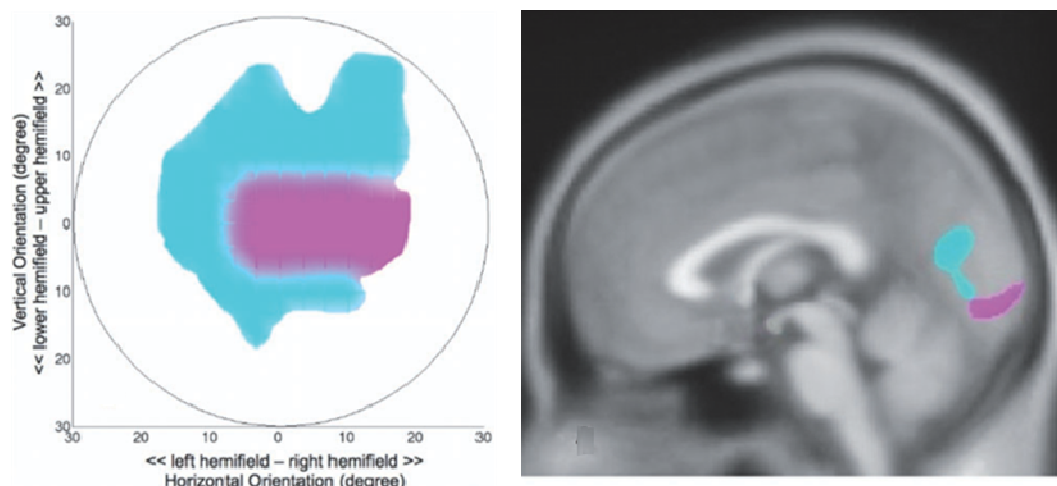 30
20
10
0
10
20
30
Vertical Orientation (degree)
<< lower hemifield – upper hemifield >>
30 20 10 0 10 20 30
<< left hemifield – right hemifield >>
Horizontal Orientation (degree)